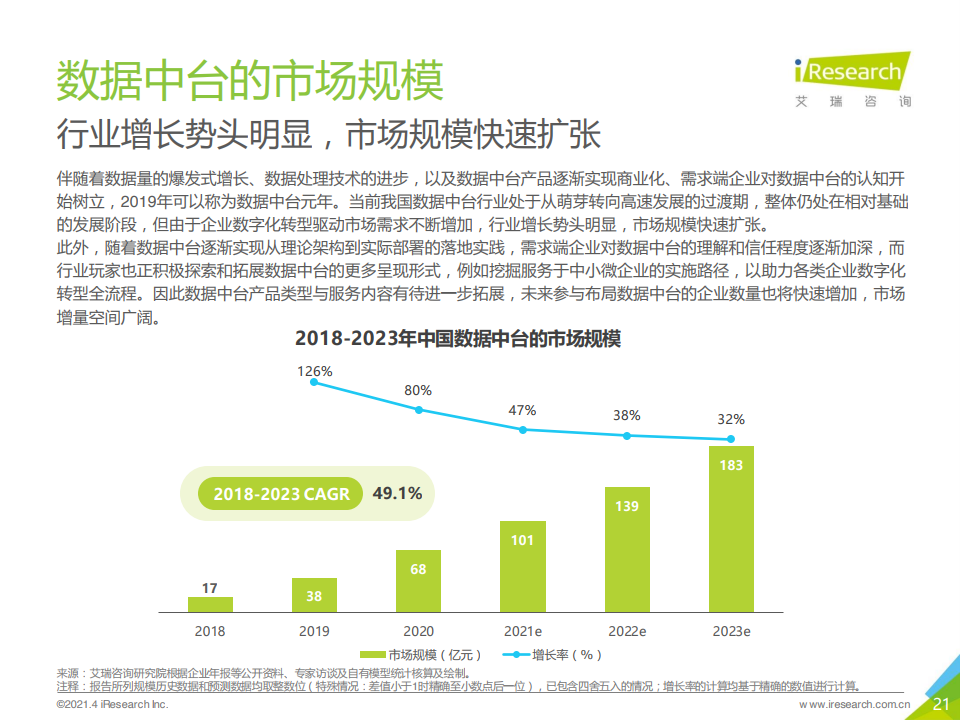 数据中台的市场规模
iResearch
艾 瑞 咨 询
行业增长势头明显，市场规模快速扩张
伴随着数据量的爆发式增长、数据处理技术的进步，以及数据中台产品逐渐实现商业化、需求端企业对数据中台的认知开
始树立，2019年可以称为数据中台元年。当前我国数据中台行业处于从萌芽转向高速发展的过渡期，整体仍处在相对基础
的发展阶段，但由于企业数字化转型驱动市场需求不断增加，行业增长势头明显，市场规模快速扩张。
此外，随着数据中台逐渐实现从理论架构到实际部署的落地实践，需求端企业对数据中台的理解和信任程度逐渐加深，而
行业玩家也正积极探索和拓展数据中台的更多呈现形式，例如挖掘服务于中小微企业的实施路径，以助力各类企业数字化
转型全流程。因此数据中台产品类型与服务内容有待进一步拓展，未来参与布局数据中台的企业数量也将快速增加，市场
增量空间广阔。
2018-2023年中国数据中台的市场规模
126%
80%
47%
38%
32%
2018-2023 CAGR 49.1%
17
38
68
101
139
183
2018 2019 2020 2021e 2022e 2023e
市场规模（亿元） 增长率（%）
来源：艾瑞咨询研究院根据企业年报等公开资料、专家访谈及自有模型统计核算及绘制。
注释：报告所列规模历史数据和预测数据均取整数位（特殊情况：差值小于1时精确至小数点后一位），已包含四舍五入的情况；增长率的计算均基于精确的数值进行计算。
©2021.4 iResearch Inc.
www.iresearch.com.cn
21